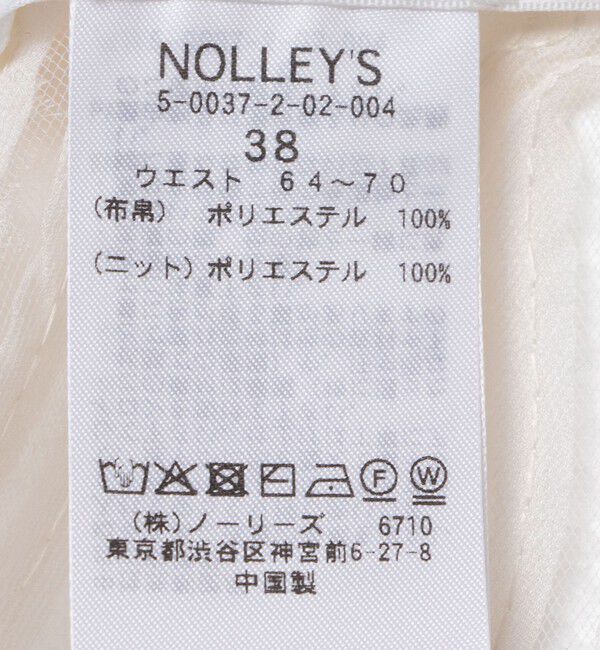 NOLLEY'S
5-0037-2-02-004
38
ウエスト 64～70
(布帛) ポリエステル 100%
(ニット) ポリエステル 100%
F W
(株)ノーリーズ 6710
東京都渋谷区神宮前6-27-8
中国製